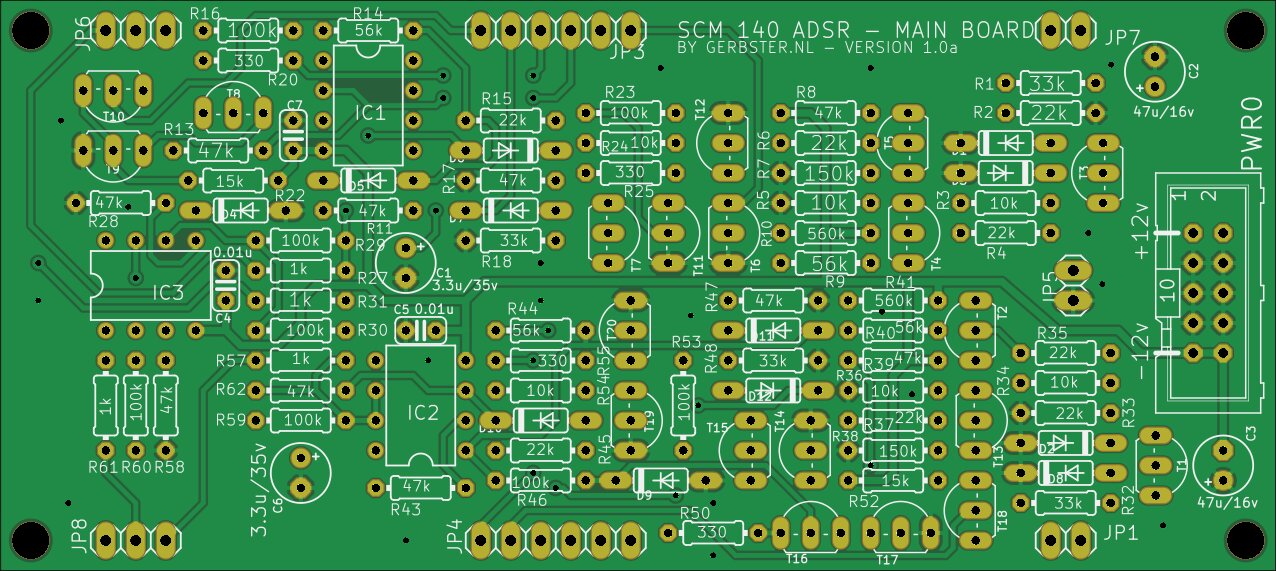 R16
100k
R14
56k
JP6
JP3
SCM 140 ADSR - MAIN BOARD
BY GERBSTER.NL - VERSION 1.0a
JP7
330
R20
C2
47u/16v
R1
33k
R2
22k
T10
T8
C7
IC1
R15
22k
R23
100k
T12
R8
47k
R13
47k
T9
R24
10k
R6
22k
T5
15k
R22
D5
R17
47k
330
R25
R7
150k
T3
PWR0
R28
47k
D4
47k
R11
R5
10k
R3
10k
1 2
100k
R29
33k
R18
T7
T11
T6
R10
560k
T4
22k
R4
+12v
0.01u
IC3
C4
1k
R27
C1
3.3u/35v
56k
R9
JP5
10
1k
R31
C5 0.01u
R44
R47
47k
R41
560k
T2
100k
R30
56k
T20
R40
56k
-12v
R57
1k
330
R55
R53
R48
33k
R39
47k
R35
22k
R62
47k
10k
R54
D12
R36
10k
R34
10k
1k
100k
47k
R59
100k
IC2
T19
100k
T15
T14
R37
22k
22k
R33
R61 R60 R58
22k
R45
R38
150k
T13
D2
T1
C3
3.3u/35v
C6
47k
R43
100k
R46
D9
15k
R52
D8
33k
R32
47u/16v
JP8
JP4
R50
330
T16
T17
T18
JP1